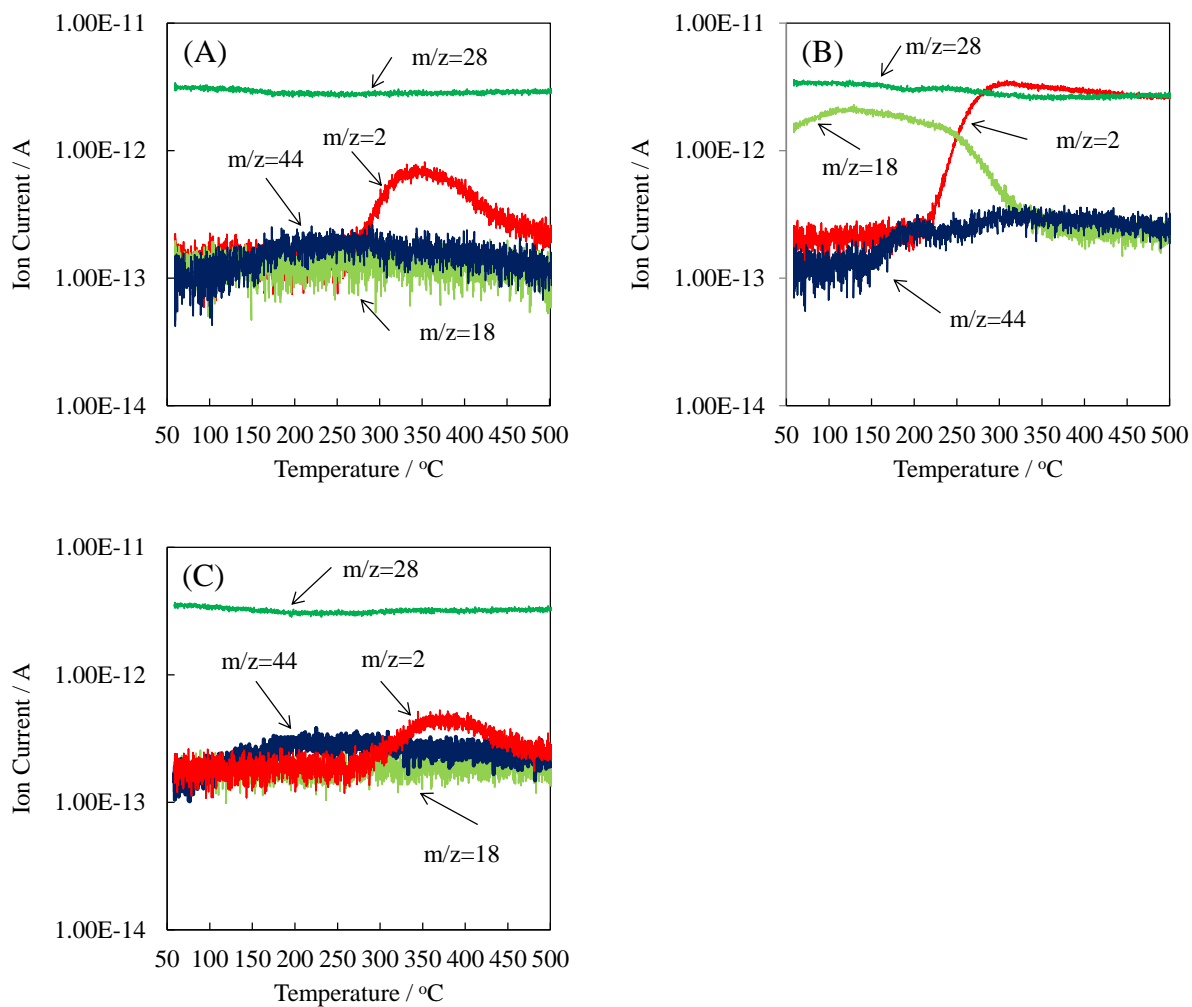 (A)
m/z=28
m/z=2
m/z=44
m/z=18
1.00E-11
1.00E-12
1.00E-13
1.00E-14
Ion Current / A
50 100 150 200 250 300 350 400 450 500
Temperature / °C
(B)
m/z=28
m/z=2
m/z=18
m/z=44
1.00E-11
1.00E-12
1.00E-13
1.00E-14
Ion Current / A
50 100 150 200 250 300 350 400 450 500
Temperature / °C
(C)
m/z=28
m/z=44
m/z=2
m/z=18
1.00E-11
1.00E-12
1.00E-13
1.00E-14
Ion Current / A
50 100 150 200 250 300 350 400 450 500
Temperature / °C